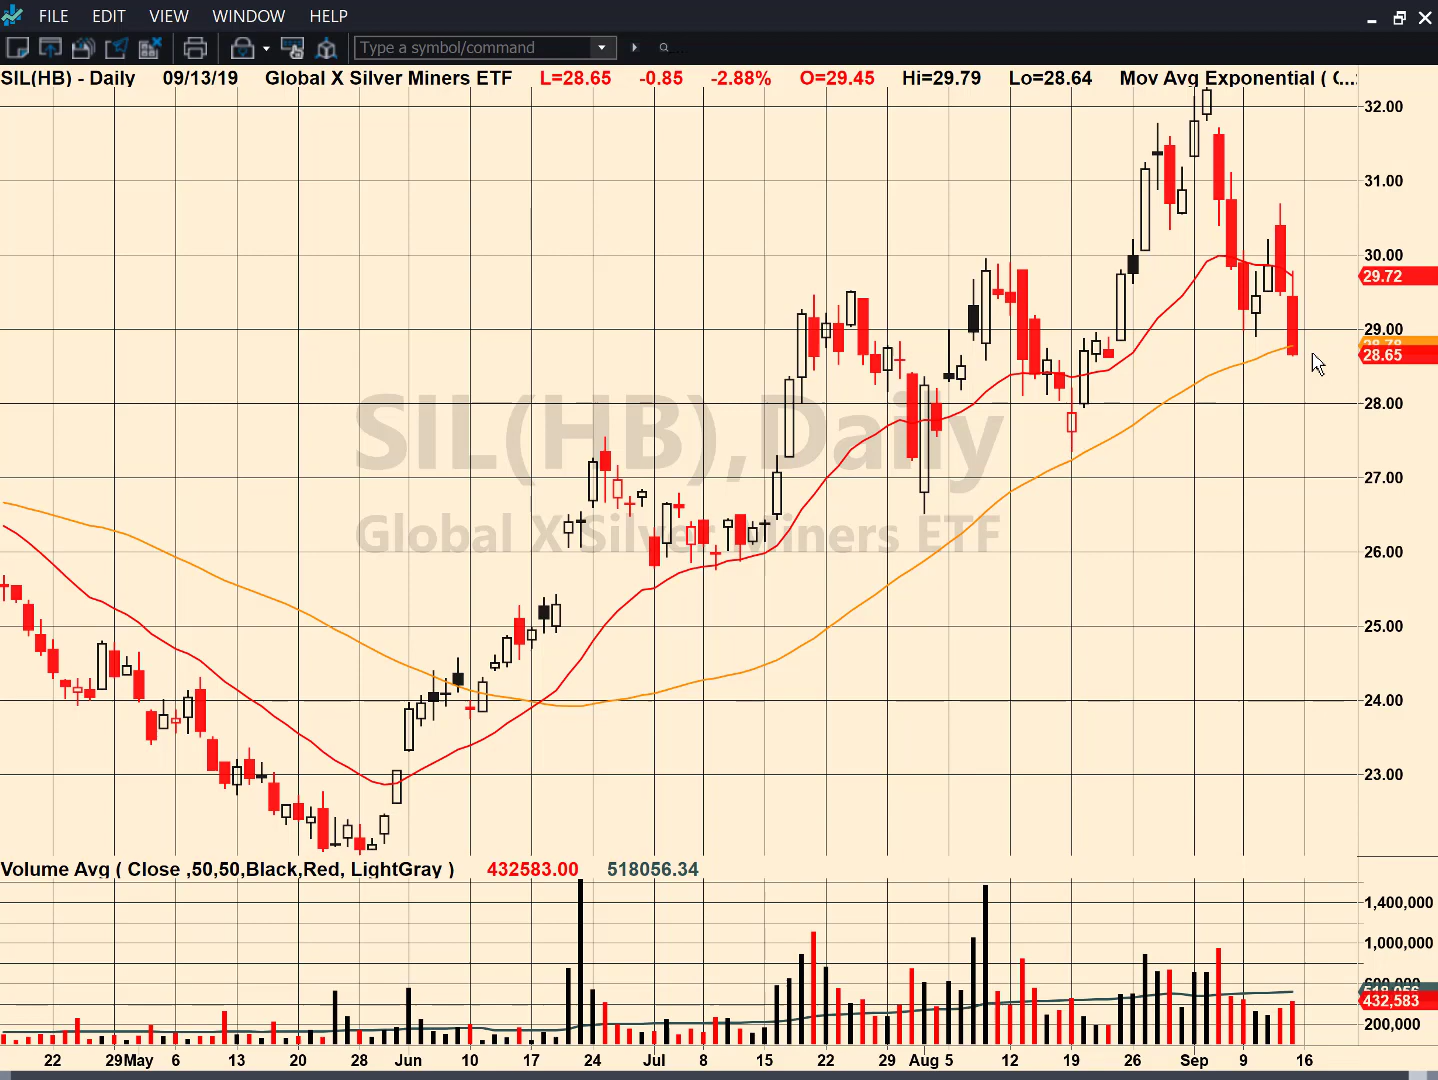 FILE EDIT VIEW WINDOW HELP
Type a symbol/command
SIL(HB) - Daily 09/13/19 Global X Silver Miners ETF L=28.65 -0.85 -2.88% O=29.45 Hi=29.79 Lo=28.64 Mov Avg Exponential ( C...
32.00
31.00
30.00
29.72
29.00
28.78
28.65
28.00
SIL(HB),Daily
27.00
Global X Silver Miners ETF
26.00
25.00
24.00
23.00
Volume Avg ( Close ,50,50,Black,Red, LightGray ) 432583.00 518056.34
1,400,000
1,000,000
600,000
432,583
200,000
22 29 May 6 13 20 28 Jun 10 17 24 Jul 8 15 22 29 Aug 5 12 19 26 Sep 9 16